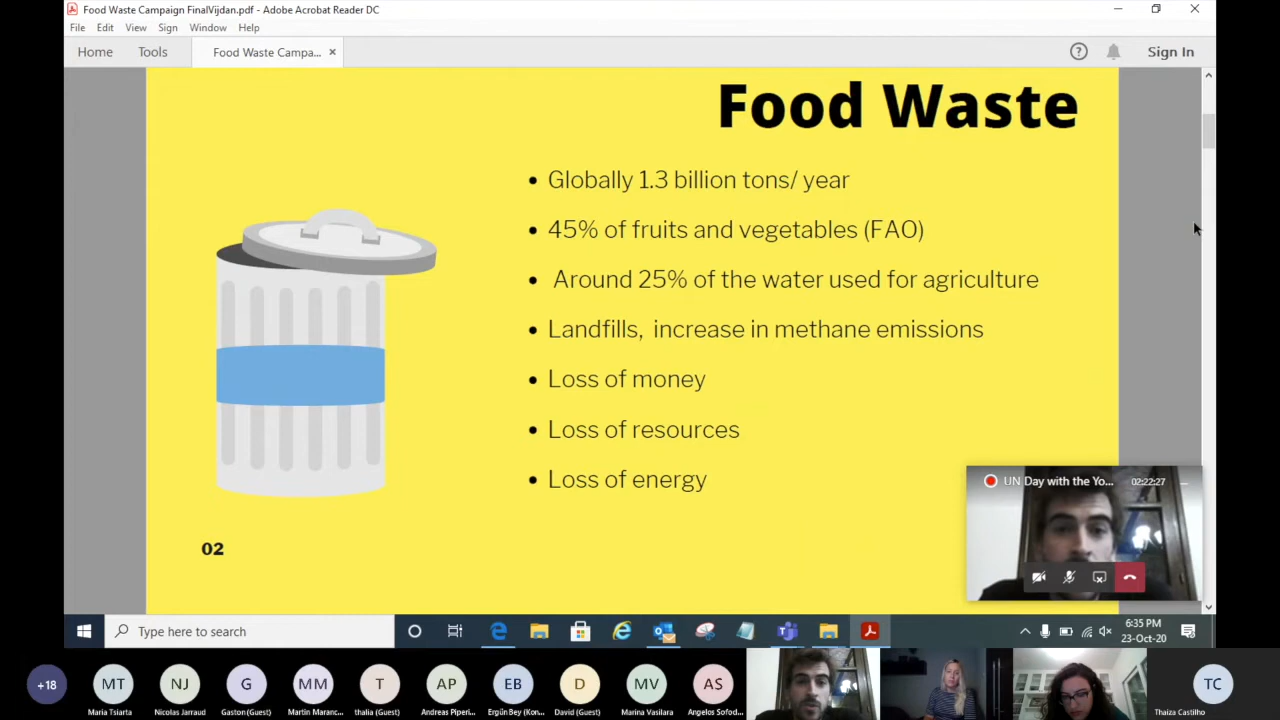 Food Waste Campaign FinalVijdan.pdf - Adobe Acrobat Reader DC
File Edit View Sign Window Help
Home Tools Food Waste Campa... × Sign In
Food Waste
• Globally 1.3 billion tons/ year
• 45% of fruits and vegetables (FAO)
• Around 25% of the water used for agriculture
• Landfills, increase in methane emissions
• Loss of money
• Loss of resources
• Loss of energy
02
UN Day with the Yo... 02:22:27
Type here to search
6:35 PM
23-Oct-20
+18 MT NJ G MM T AP EB D MV AS TC
Maria Tsiarta Nicolas Jarraud Gaston (Guest) Martin Maranc... thalia (Guest) Andreas Piperi... Ergün Bey (Kon... David (Guest) Marina Vasilara Angelos Sofod... Thaiza Castilho